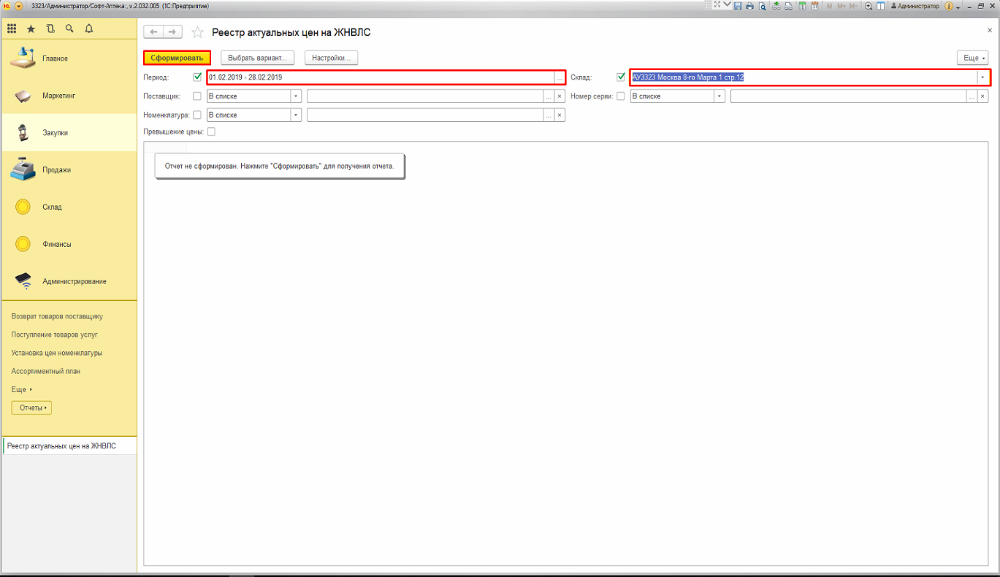 3323/Администратор/Софт-Аптека:, v.2.032.005 (1С:Предприятие)
M M+ M- Администратор
Главное
Маркетинг
Закупки
Продажи
Склад
Финансы
Администрирование
Возврат товаров поставщику
Поступление товаров услуг
Установка цен номенклатуры
Ассортиментный план
Еще
Отчеты
Реестр актуальных цен на ЖНВЛС
Реестр актуальных цен на ЖНВЛС
Сформировать Выбрать вариант... Настройки... Еще
Период: 01.02.2019 - 28.02.2019 ... Склад: АУ3323 Москва 8-го Марта 1 стр.12
Поставщик: В списке ... × Номер серии: В списке ... ×
Номенклатура: В списке ... ×
Превышение цены:
Отчет не сформирован. Нажмите "Сформировать" для получения отчета.